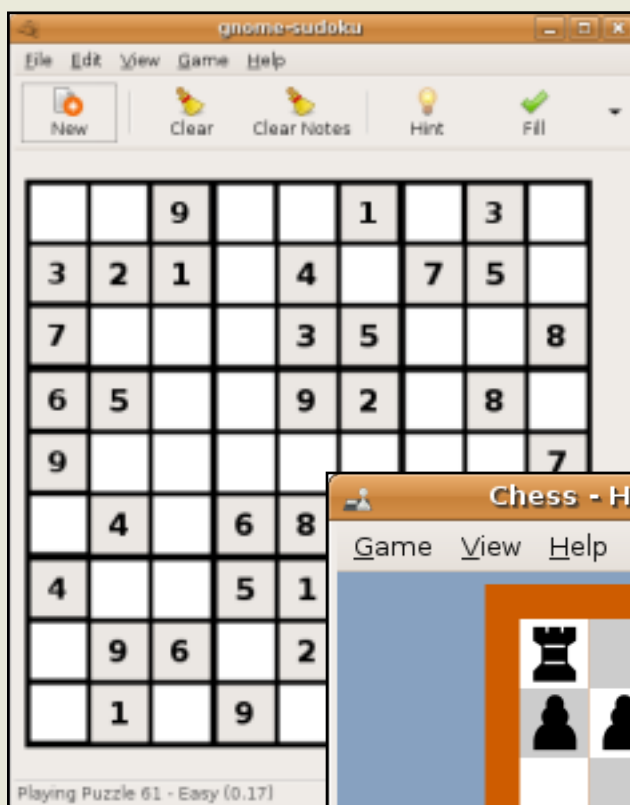 gnome-sudoku
File Edit View Game Help
New Clear Clear Notes Hint Fill
9 1 3
3 2 1 4 7 5
7 3 5 8
6 5 9 2 8
9 7
4 6 8
4 5 1
9 6 2
1 9
Playing Puzzle 61 - Easy (0.17)
Chess - H
Game View Help